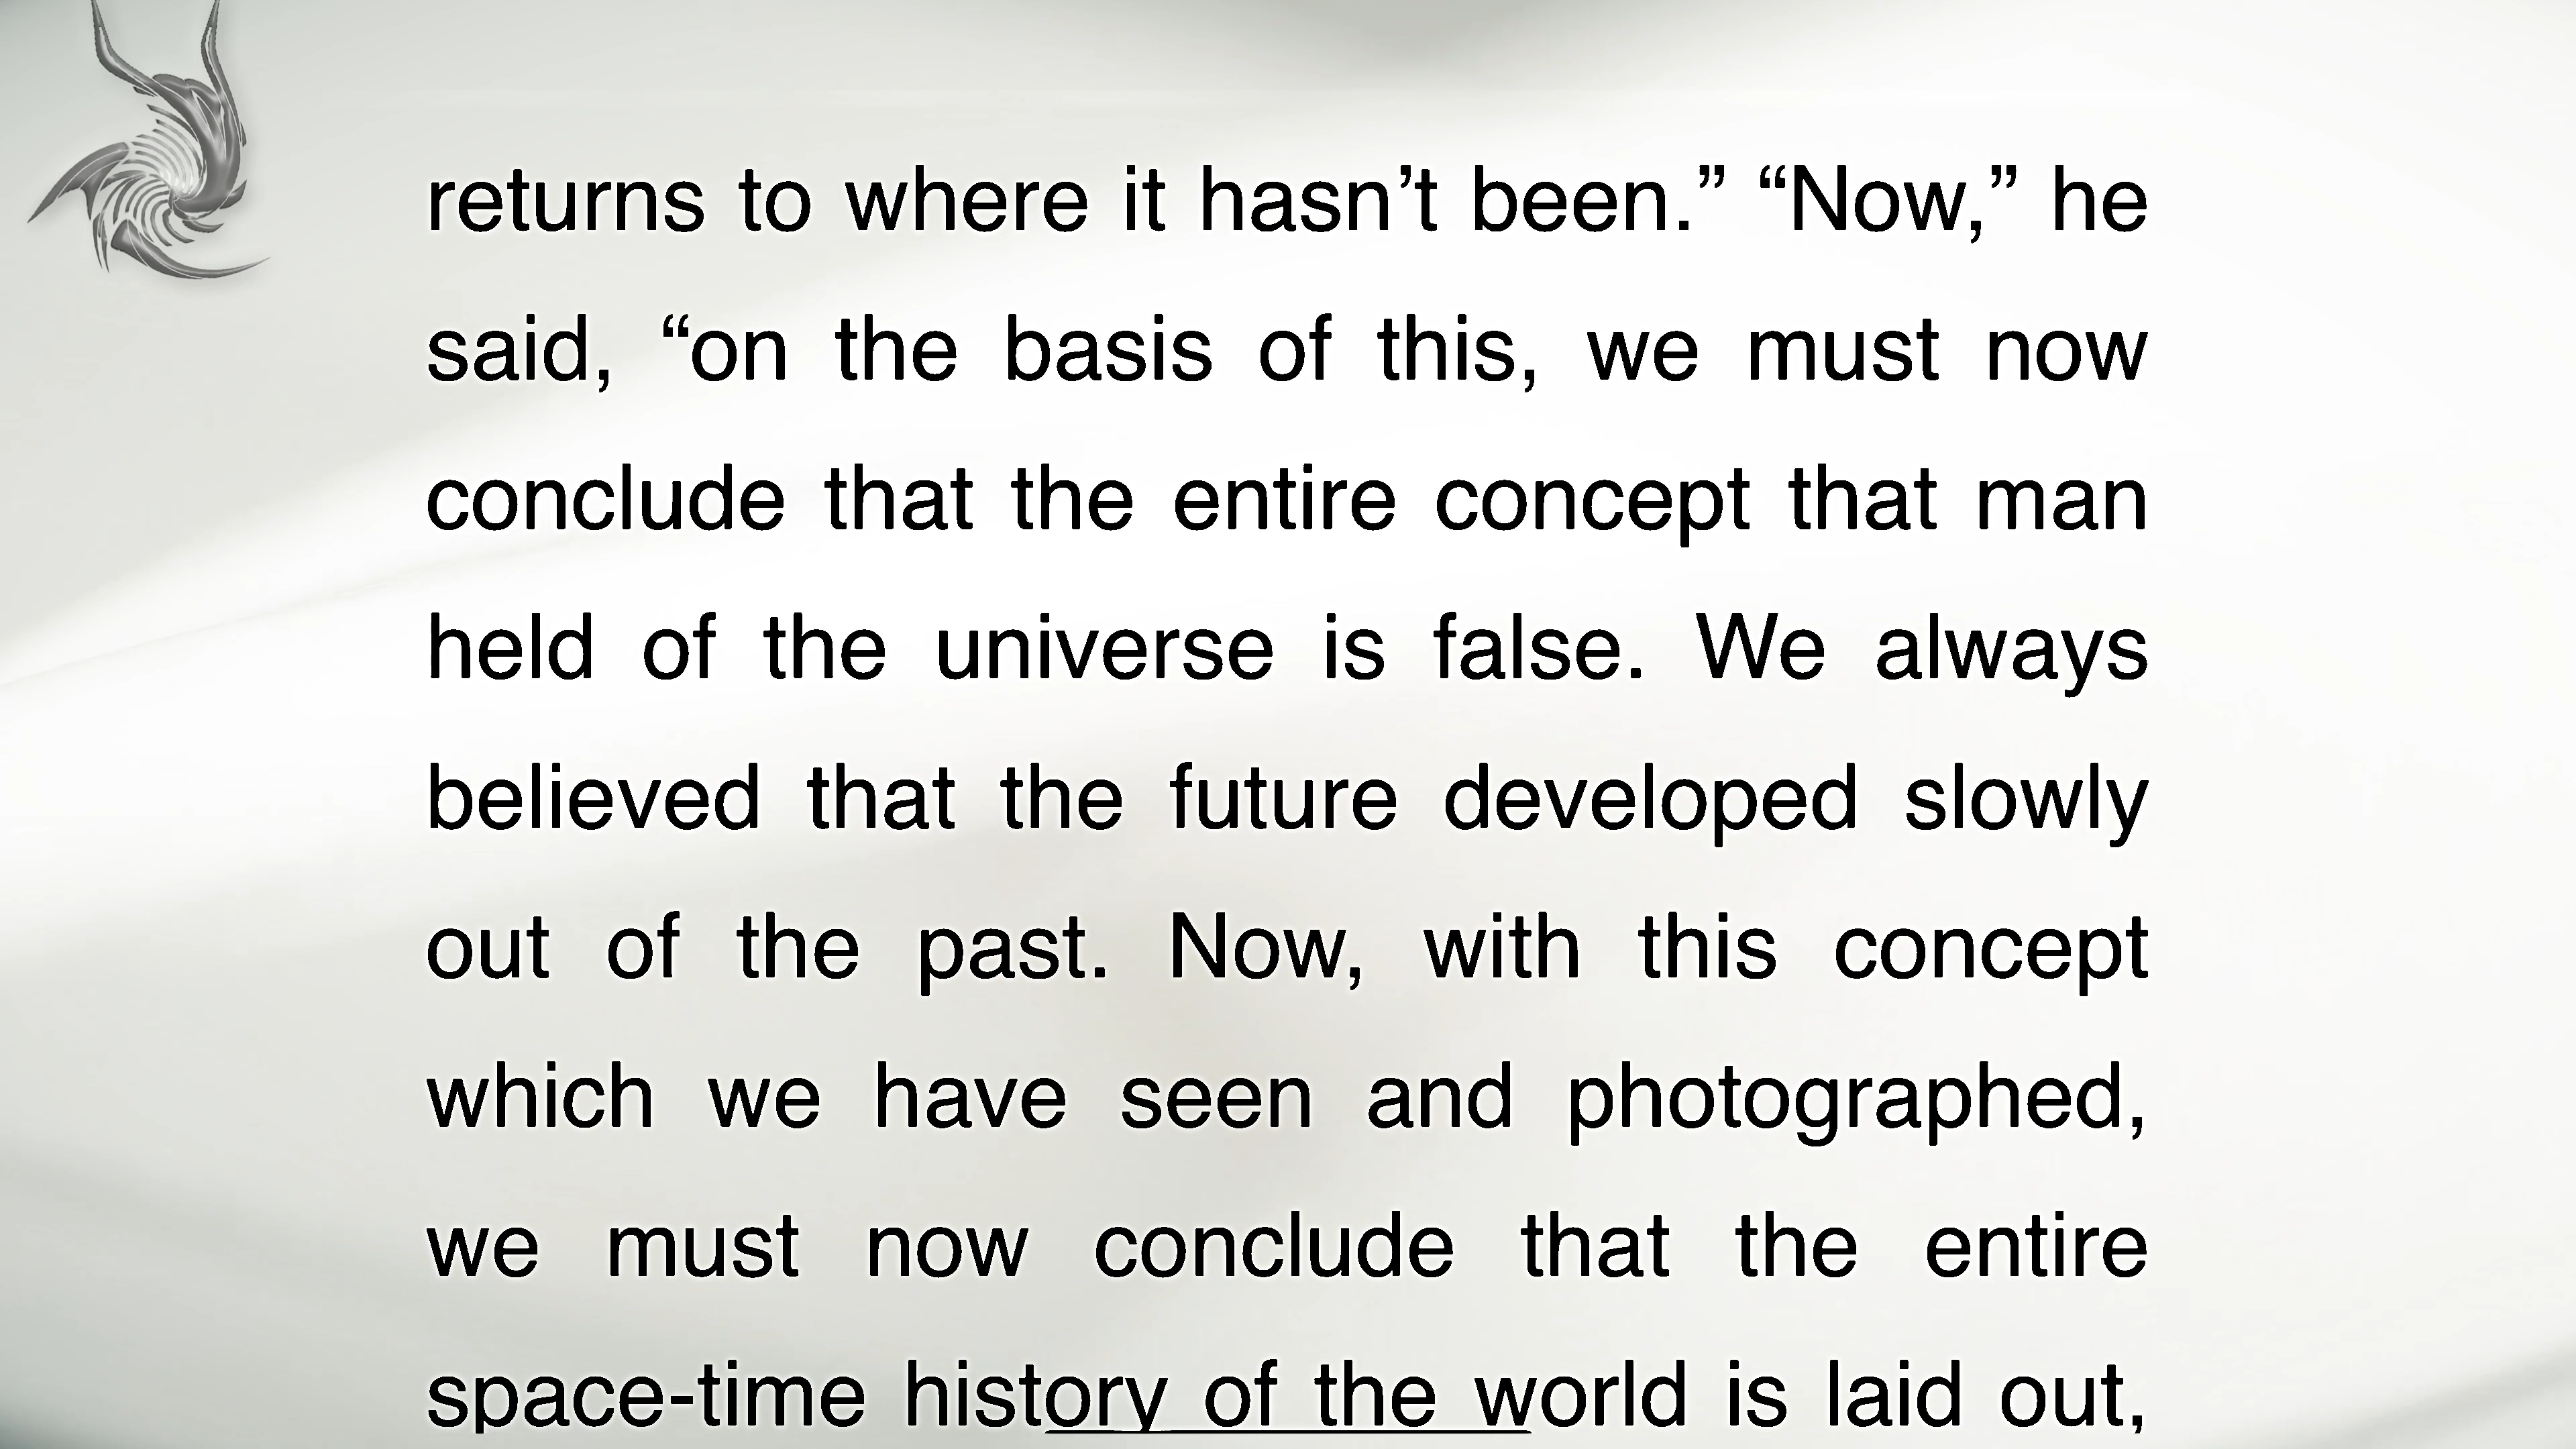 returns to where it hasn’t been.” “Now,” he
said, “on the basis of this, we must now
conclude that the entire concept that man
held of the universe is false. We always
believed that the future developed slowly
out of the past. Now, with this concept
which we have seen and photographed,
we must now conclude that the entire
space-time history of the world is laid out,